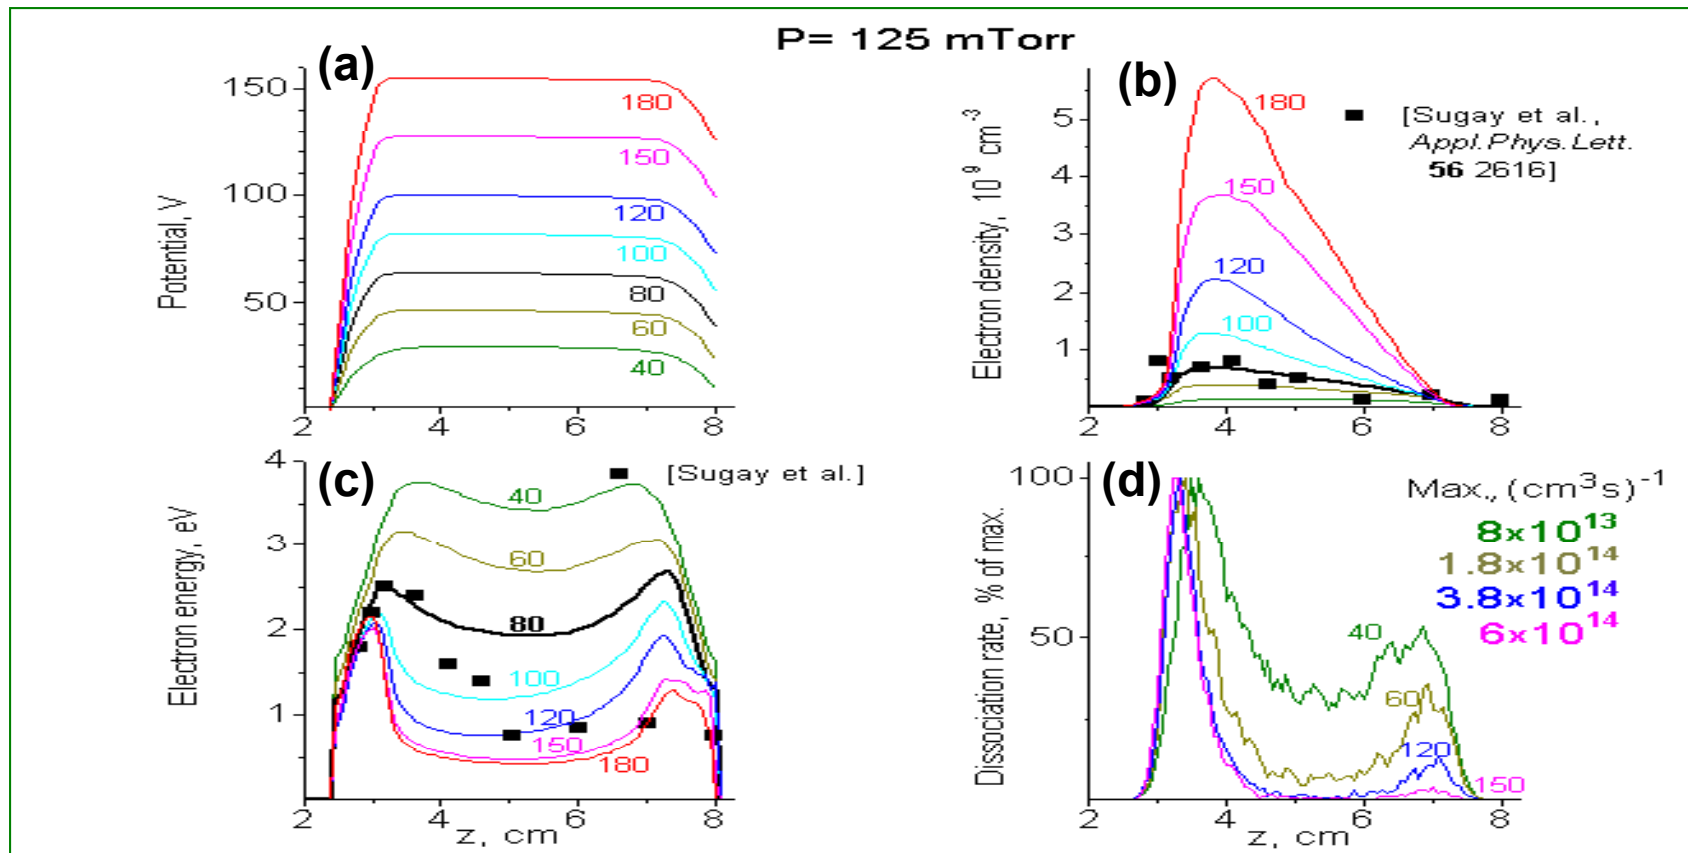 P= 125 mTorr
(a)
150
100
50
Potential, V
180
150
120
100
80
60
40
2 4 6 8
(b)
5
4
3
2
1
Electron density, 10⁹ cm⁻³
180
150
120
100
[Sugay et al.,
Appl.Phys.Lett.
56 2616]
2 4 6 8
(c)
4
3
2
1
Electron energy, eV
[Sugay et al.]
40
60
80
100
120
150
180
2 4 6 8
z, cm
(d)
100
50
Dissociation rate, % of max.
Max., (cm³s)⁻¹
8x10¹³
1.8x10¹⁴
3.8x10¹⁴
6x10¹⁴
40
60
120
150
2 4 6 8
z, cm